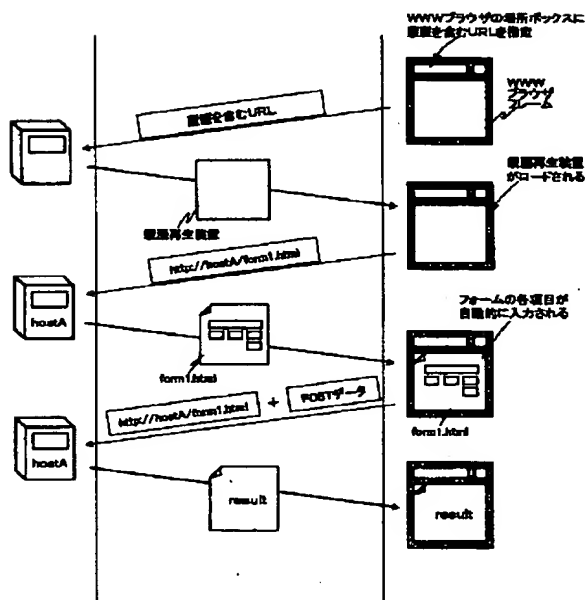 WWWブラウザの場所ボックスに
履歴を含むURLを指定
WWW
ブラウザ
フレーム
履歴を含むURL
履歴再生装置
がロードされる
履歴再生装置
http://hostA/form1.html
hostA
フォームの各項目が
自動的に入力される
form1.html
form1.html
http://hostA/form1.html + POSTデータ
hostA
result
result